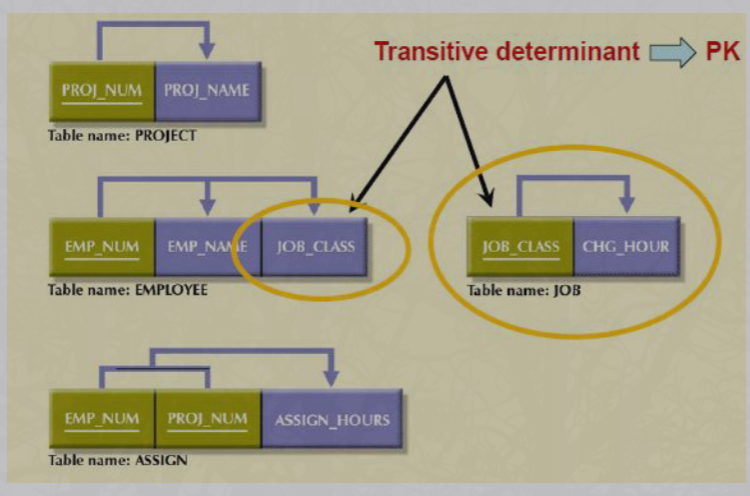 Transitive determinant PK
PROJ_NUM PROJ_NAME
Table name: PROJECT
EMP_NUM EMP_NAME JOB_CLASS
Table name: EMPLOYEE
JOB_CLASS CHG_HOUR
Table name: JOB
EMP_NUM PROJ_NUM ASSIGN_HOURS
Table name: ASSIGN